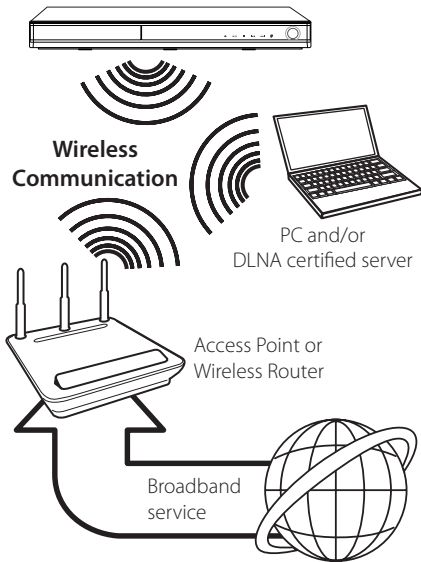 Wireless
Communication
PC and/or
DLNA certified server
Access Point or
Wireless Router
Broadband
service